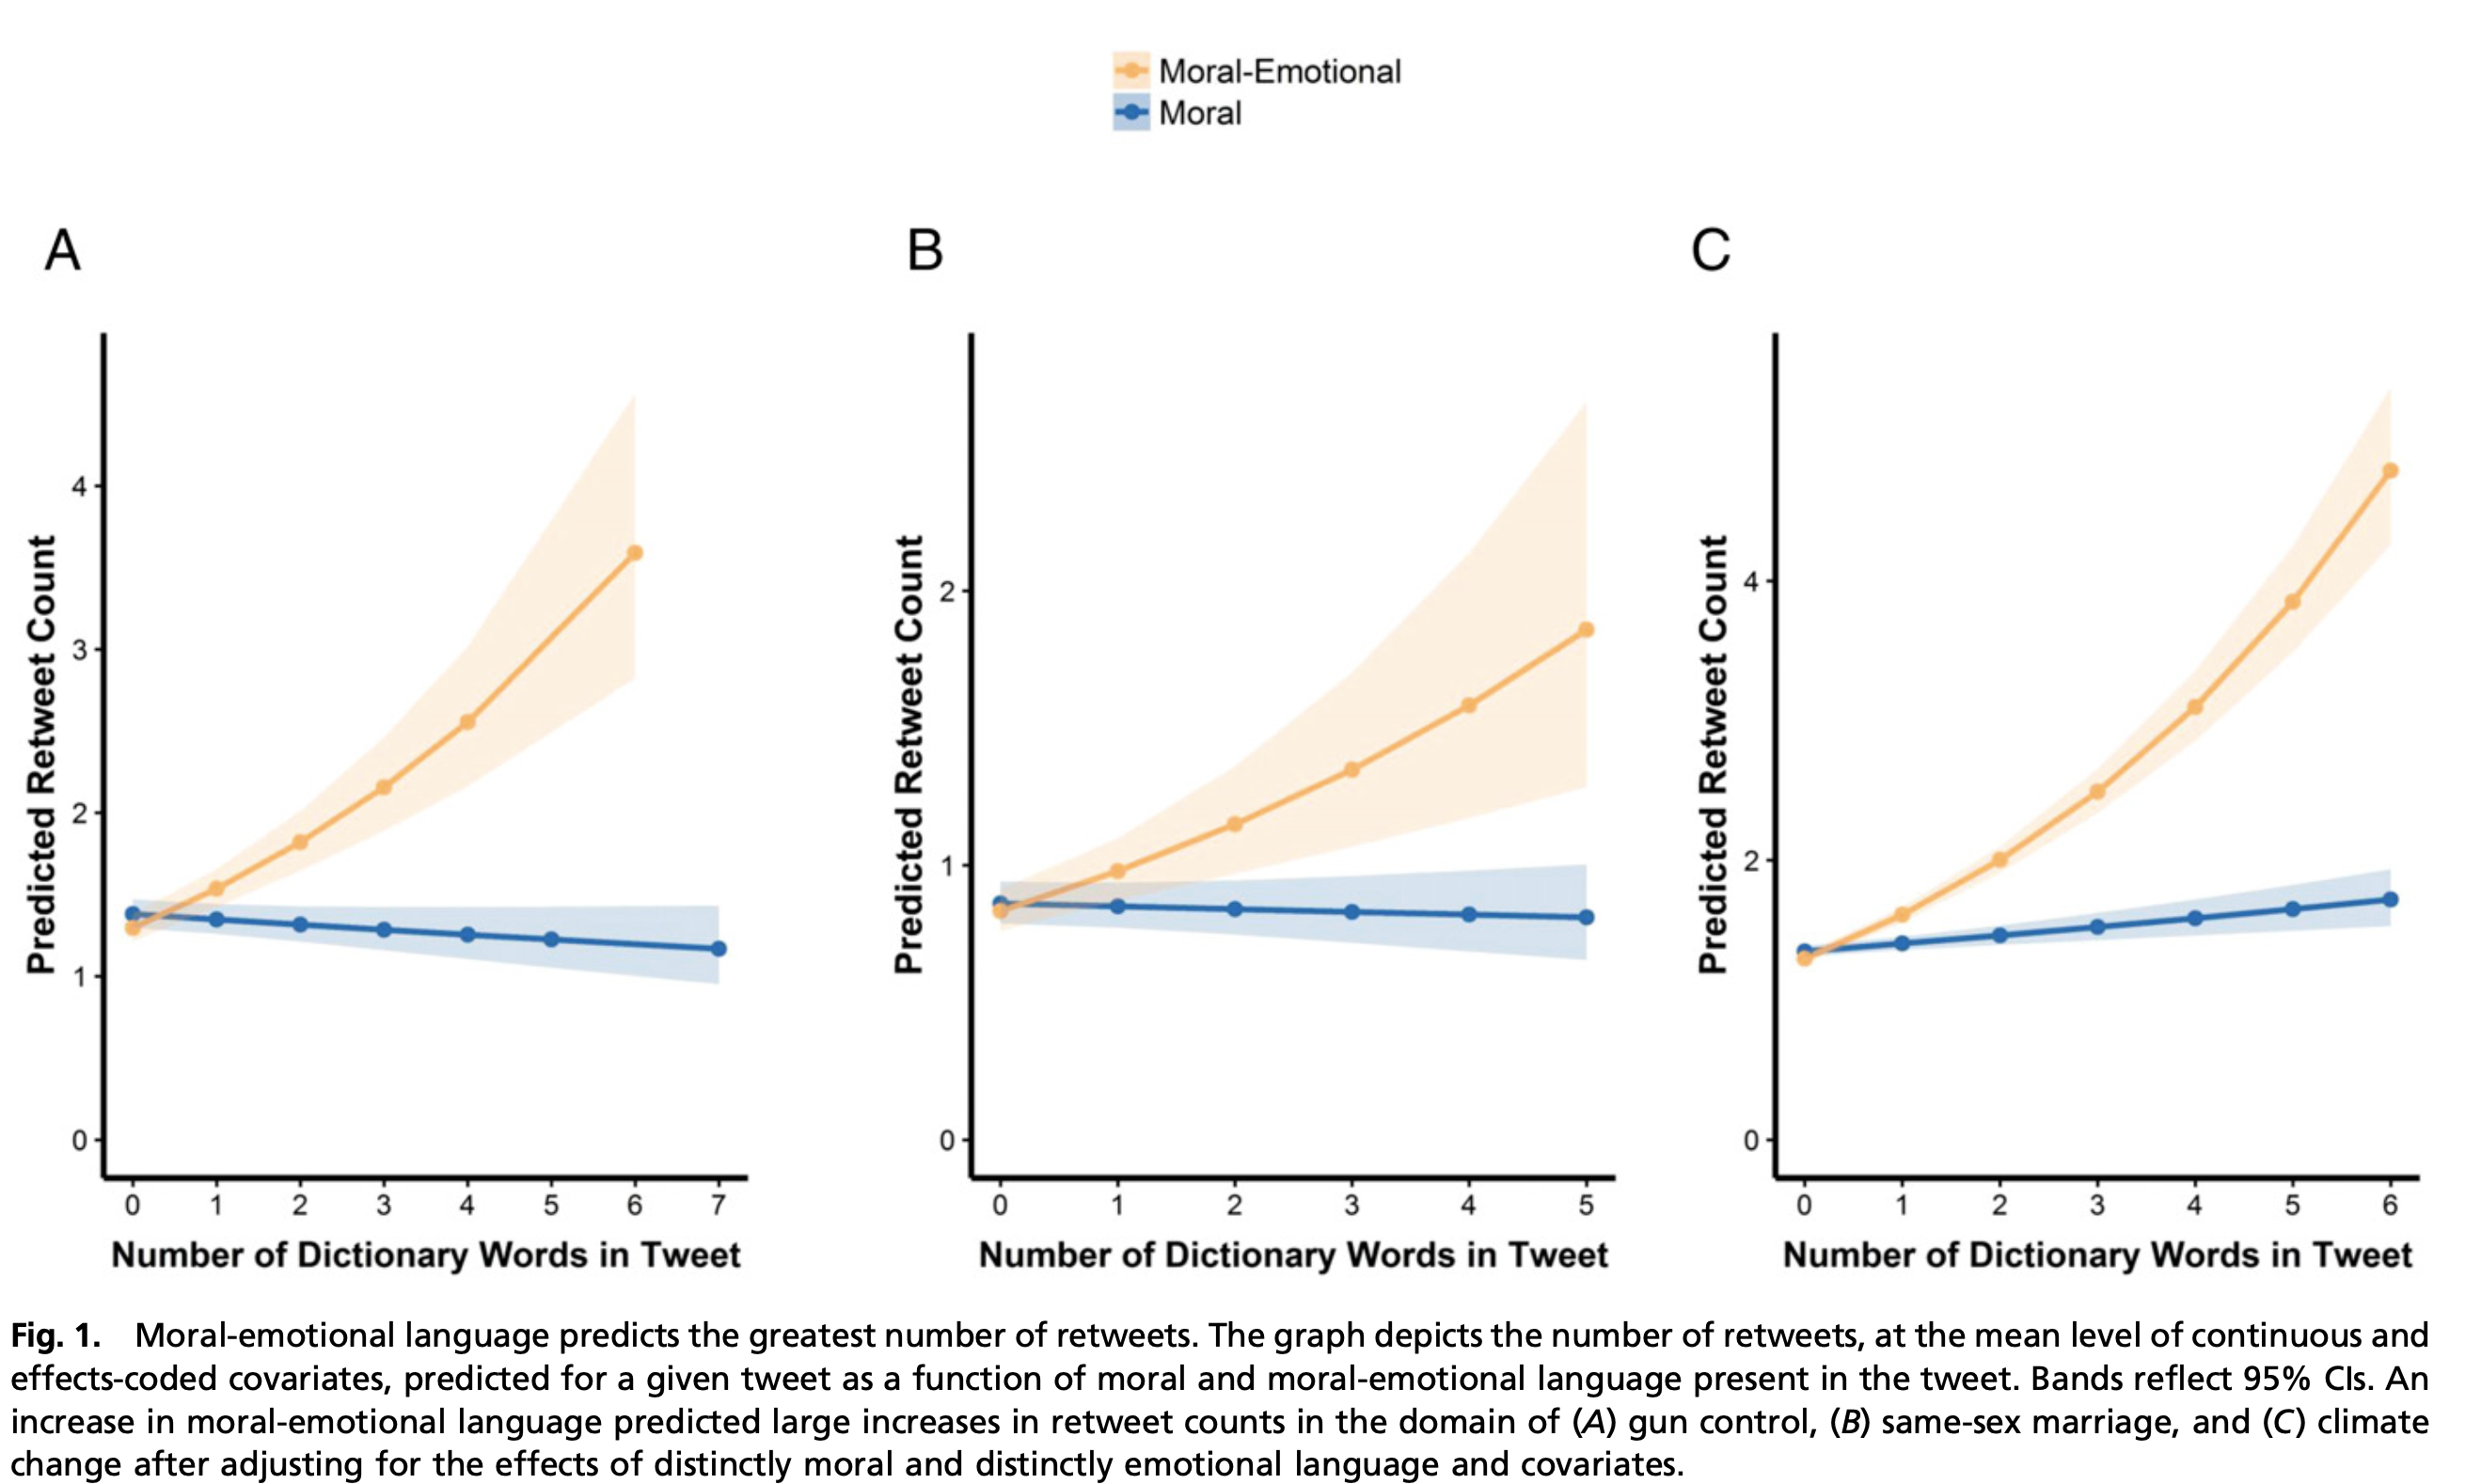 Moral-Emotional
Moral
A
B
C
Predicted Retweet Count
4
3
2
1
0
0 1 2 3 4 5 6 7
Number of Dictionary Words in Tweet
Predicted Retweet Count
2
1
0
0 1 2 3 4 5
Number of Dictionary Words in Tweet
Predicted Retweet Count
4
2
0
0 1 2 3 4 5 6
Number of Dictionary Words in Tweet
Fig. 1. Moral-emotional language predicts the greatest number of retweets. The graph depicts the number of retweets, at the mean level of continuous and
effects-coded covariates, predicted for a given tweet as a function of moral and moral-emotional language present in the tweet. Bands reflect 95% CIs. An
increase in moral-emotional language predicted large increases in retweet counts in the domain of (A) gun control, (B) same-sex marriage, and (C) climate
change after adjusting for the effects of distinctly moral and distinctly emotional language and covariates.